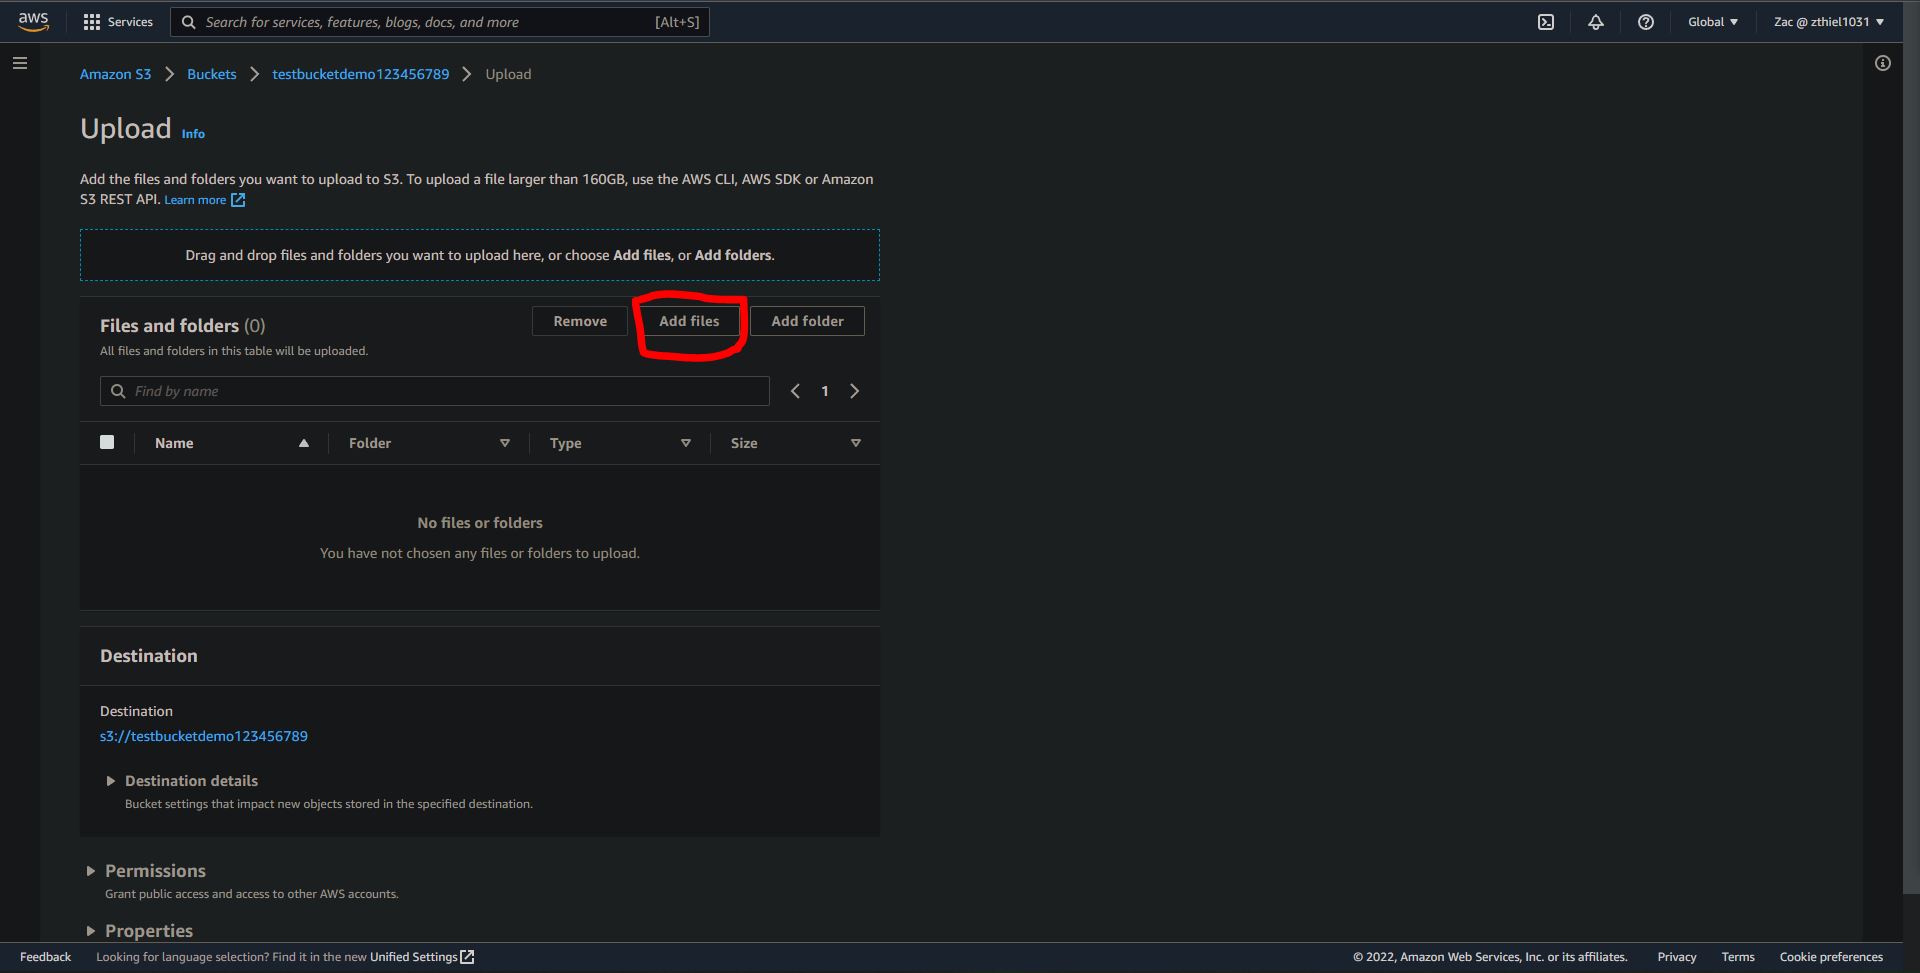 aws Services Search for services, features, blogs, docs, and more [Alt+S] Global Zac @ zthiel1031
Amazon S3 Buckets testbucketdemo123456789 Upload
Upload Info
Add the files and folders you want to upload to S3. To upload a file larger than 160GB, use the AWS CLI, AWS SDK or Amazon
S3 REST API. Learn more
Drag and drop files and folders you want to upload here, or choose Add files, or Add folders.
Files and folders (0) Remove Add files Add folder
All files and folders in this table will be uploaded.
Find by name 1
Name Folder Type Size
No files or folders
You have not chosen any files or folders to upload.
Destination
Destination
s3://testbucketdemo123456789
Destination details
Bucket settings that impact new objects stored in the specified destination.
Permissions
Grant public access and access to other AWS accounts.
Properties
Feedback Looking for language selection? Find it in the new Unified Settings © 2022, Amazon Web Services, Inc. or its affiliates. Privacy Terms Cookie preferences